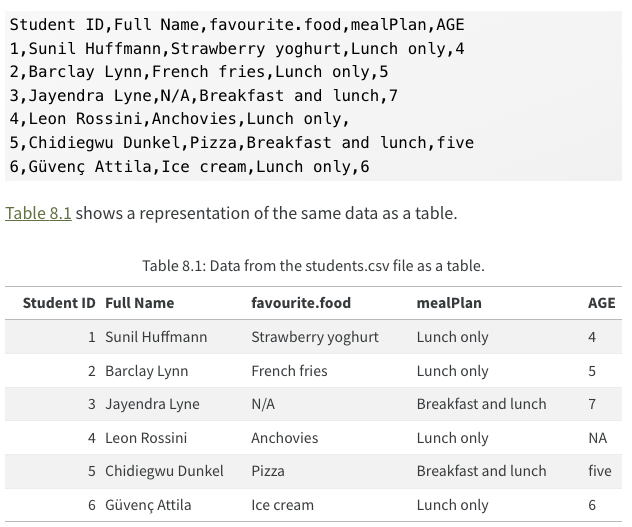 Student ID,Full Name,favourite.food,mealPlan,AGE
1,Sunil Huffmann,Strawberry yoghurt,Lunch only,4
2,Barclay Lynn,French fries,Lunch only,5
3,Jayendra Lyne,N/A,Breakfast and lunch,7
4,Leon Rossini,Anchovies,Lunch only,
5,Chidiegwu Dunkel,Pizza,Breakfast and lunch,five
6,Güvenç Attila,Ice cream,Lunch only,6
Table 8.1 shows a representation of the same data as a table.
Table 8.1: Data from the students.csv file as a table.
Student ID Full Name favourite.food mealPlan AGE
1 Sunil Huffmann Strawberry yoghurt Lunch only 4
2 Barclay Lynn French fries Lunch only 5
3 Jayendra Lyne N/A Breakfast and lunch 7
4 Leon Rossini Anchovies Lunch only NA
5 Chidiegwu Dunkel Pizza Breakfast and lunch five
6 Güvenç Attila Ice cream Lunch only 6